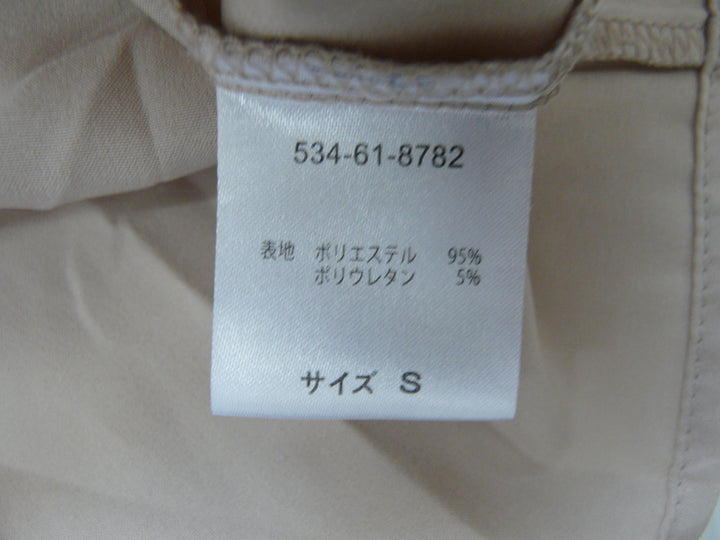 534-61-8782
表地 ポリエステル 95%
ポリウレタン 5%
サイズ S